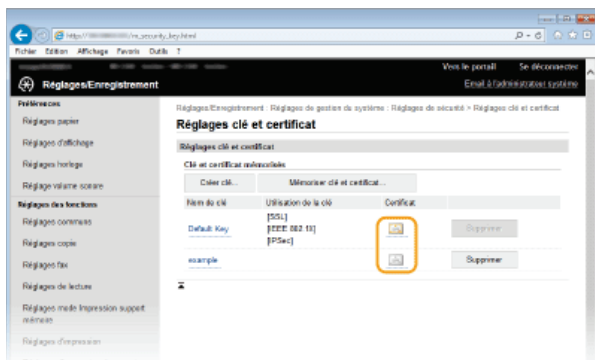 /m_security_key.html
Fichier Edition Affichage Favoris Outils ?
Vers le portail Se déconnecter
Réglages/Enregistrement
Email à l'administrateur système
Préférences
Réglages papier
Réglages d'affichage
Réglages horloge
Réglage volume sonore
Réglages des fonctions
Réglages communs
Réglages copie
Réglages fax
Réglages de lecture
Réglages mode Impression support
mémoire
Réglages d'impression
Réglages/Enregistrement : Réglages de gestion du système : Réglages de sécurité > Réglages clé et certificat
Réglages clé et certificat
Réglages clé et certificat
Clé et certificat mémorisés
Créer clé... Mémoriser clé et certificat...
Nom de clé Utilisation de la clé Certificat
Default Key [SSL] Supprimer
[IEEE 802.1X]
[IPSec]
example Supprimer